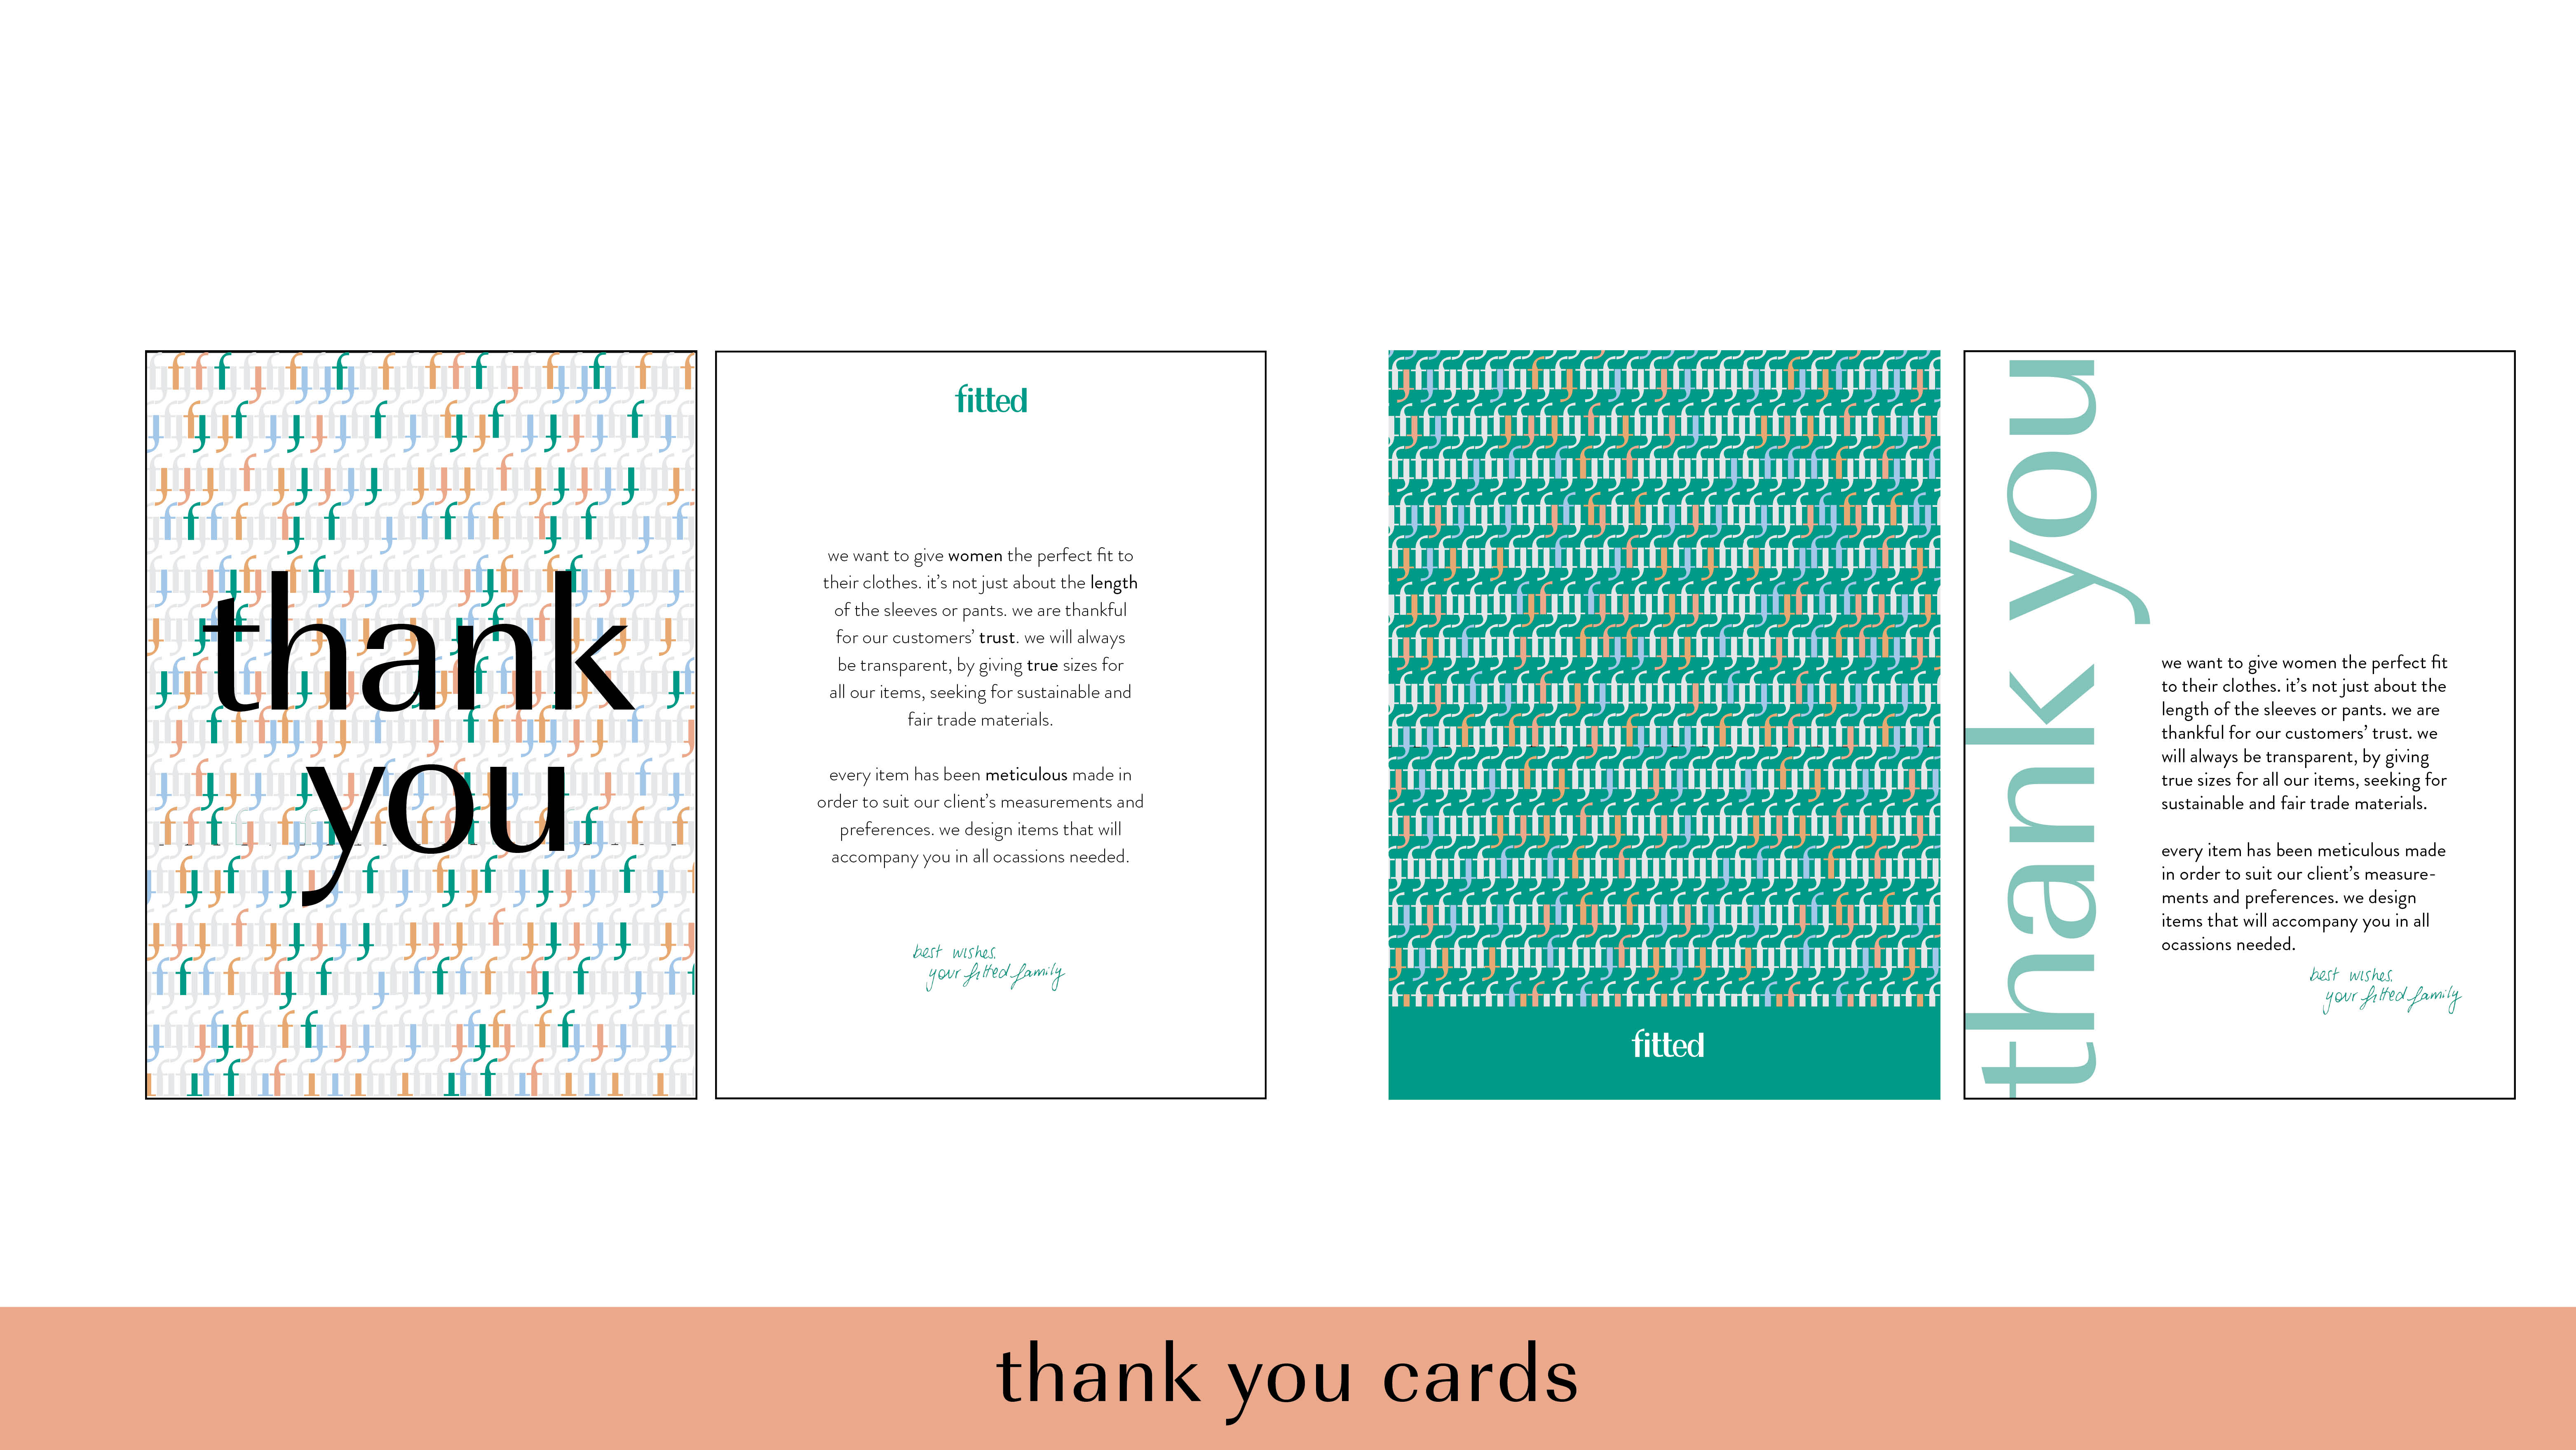 thank
you
fitted
we want to give women the perfect fit to
their clothes. it’s not just about the length
of the sleeves or pants. we are thankful
for our customers’ trust. we will always
be transparent, by giving true sizes for
all our items, seeking for sustainable and
fair trade materials.
every item has been meticulous made in
order to suit our client’s measurements and
preferences. we design items that will
accompany you in all ocassions needed.
best wishes,
your fitted family
fitted
thank you
we want to give women the perfect fit
to their clothes. it’s not just about the
length of the sleeves or pants. we are
thankful for our customers’ trust. we
will always be transparent, by giving
true sizes for all our items, seeking for
sustainable and fair trade materials.
every item has been meticulous made
in order to suit our client’s measure-
ments and preferences. we design
items that will accompany you in all
ocassions needed.
best wishes,
your fitted family
thank you cards